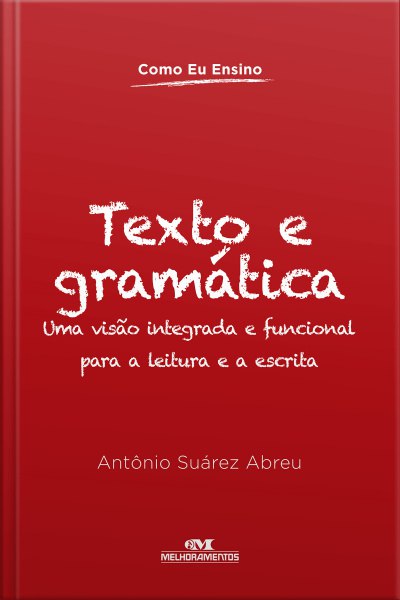 Como Eu Ensino
Texto e
gramática
Uma visão integrada e funcional
para a leitura e a escrita
Antônio Suárez Abreu
MELHORAMENTOS